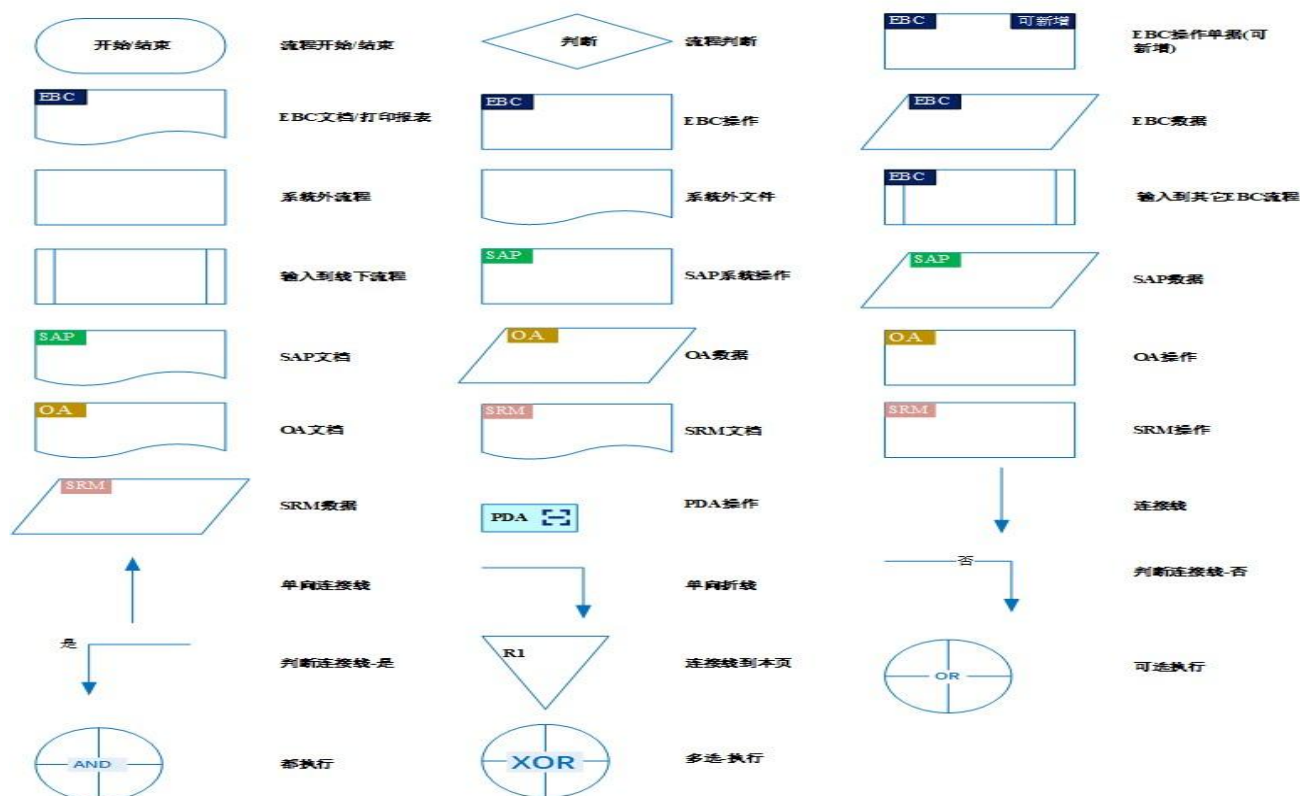 开始/结束
流程开始/结束
判断
流程判断
EBC
可新增
EBC操作单据(可
新增)
EBC
EBC文档/打印报表
EBC
EBC操作
EBC
EBC数据
系统外流程
系统外文件
EBC
输入到其它EBC流程
输入到线下流程
SAP
SAP系统操作
SAP
SAP数据
SAP
SAP文档
OA
OA数据
OA
OA操作
OA
OA文档
SRM
SRM文档
SRM
SRM操作
SRM
SRM数据
PDA
PDA操作
连接线
单向连接线
单向折线
否
判断连接线-否
是
判断连接线-是
R1
连接线到本页
OR
可选执行
AND
都执行
XOR
多选-执行